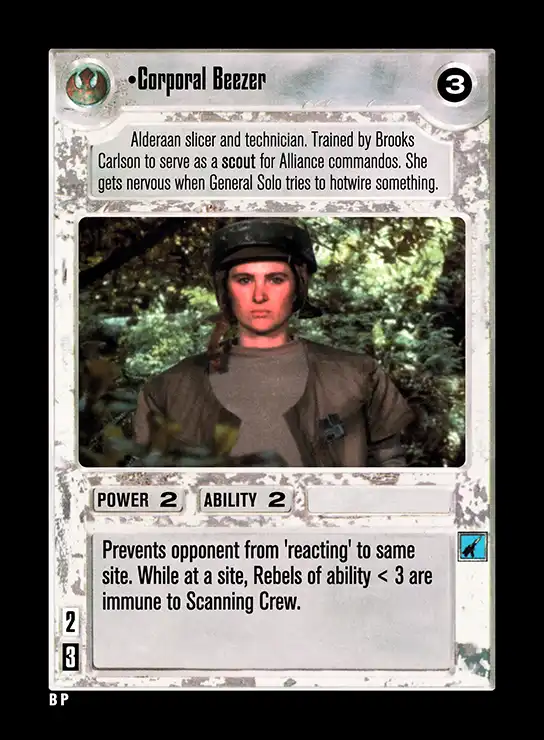 •Corporal Beezer
3
Alderaan slicer and technician. Trained by Brooks
Carlson to serve as a scout for Alliance commandos. She
gets nervous when General Solo tries to hotwire something.
POWER 2 ABILITY 2
Prevents opponent from 'reacting' to same
site. While at a site, Rebels of ability < 3 are
immune to Scanning Crew.
2
3
B P